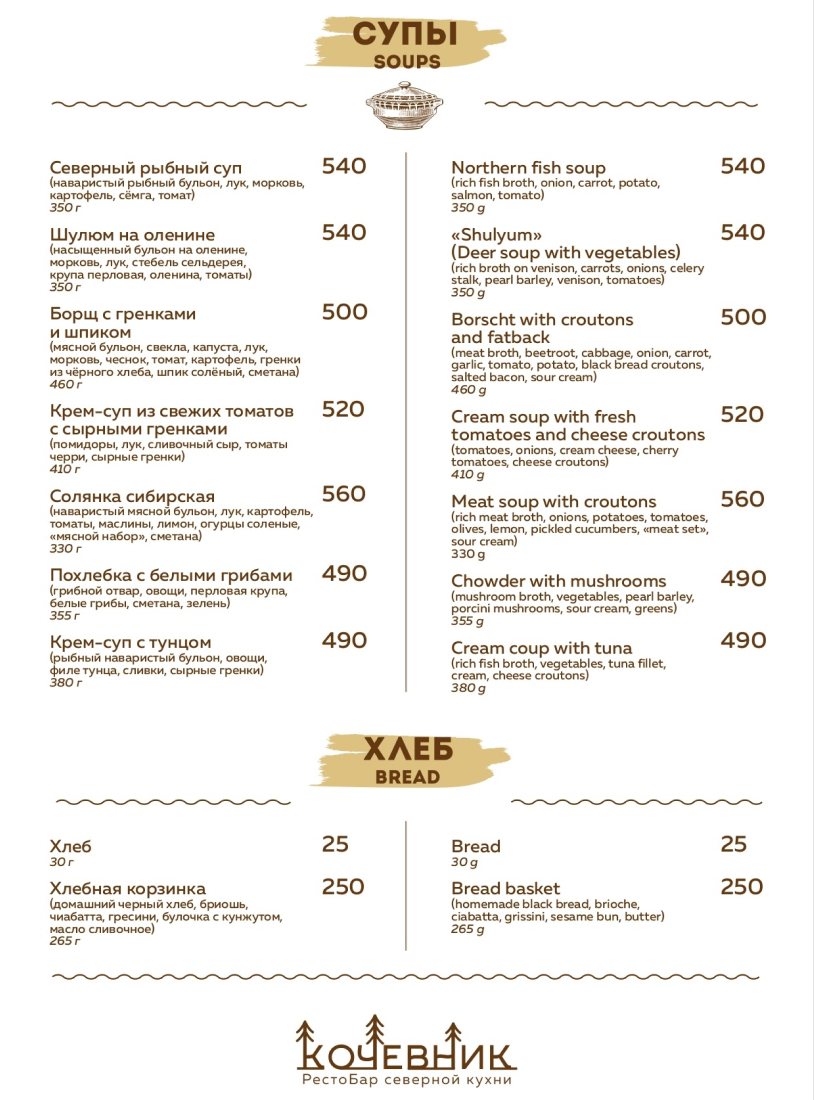 СУПЫ
SOUPS
Северный рыбный суп 540
(наваристый рыбный бульон, лук, морковь,
картофель, сёмга, томат)
350 г
Шулюм на оленине 540
(насыщенный бульон на оленине,
морковь, лук, стебель сельдерея,
крупа перловая, оленина, томаты)
350 г
Борщ с гренками 500
и шпиком
(мясной бульон, свекла, капуста, лук,
морковь, чеснок, томат, картофель, гренки
из чёрного хлеба, шпик солёный, сметана)
460 г
Крем-суп из свежих томатов 520
с сырными гренками
(помидоры, лук, сливочный сыр, томаты
черри, сырные гренки)
410 г
Солянка сибирская 560
(наваристый мясной бульон, лук, картофель,
томаты, маслины, лимон, огурцы соленые,
«мясной набор», сметана)
330 г
Похлебка с белыми грибами 490
(грибной отвар, овощи, перловая крупа,
белые грибы, сметана, зелень)
355 г
Крем-суп с тунцом 490
(рыбный наваристый бульон, овощи,
филе тунца, сливки, сырные гренки)
380 г
Northern fish soup 540
(rich fish broth, onion, carrot, potato,
salmon, tomato)
350 g
«Shulyum» 540
(Deer soup with vegetables)
(rich broth on venison, carrots, onions, celery
stalk, pearl barley, venison, tomatoes)
350 g
Borscht with croutons 500
and fatback
(meat broth, beetroot, cabbage, onion, carrot,
garlic, tomato, potato, black bread croutons,
salted bacon, sour cream)
460 g
Cream soup with fresh 520
tomatoes and cheese croutons
(tomatoes, onions, cream cheese, cherry
tomatoes, cheese croutons)
410 g
Meat soup with croutons 560
(rich meat broth, onions, potatoes, tomatoes,
olives, lemon, pickled cucumbers, «meat set»,
sour cream)
330 g
Chowder with mushrooms 490
(mushroom broth, vegetables, pearl barley,
porcini mushrooms, sour cream, greens)
355 g
Cream coup with tuna 490
(rich fish broth, vegetables, tuna fillet,
cream, cheese croutons)
380 g
ХЛЕБ
BREAD
Хлеб 25
30 г
Хлебная корзинка 250
(домашний черный хлеб, бриошь,
чиабатта, гресини, булочка с кунжутом,
масло сливочное)
265 г
Bread 25
30 g
Bread basket 250
(homemade black bread, brioche,
ciabatta, grissini, sesame bun, butter)
265 g
КОЧЕВНИК
РестоБар северной кухни